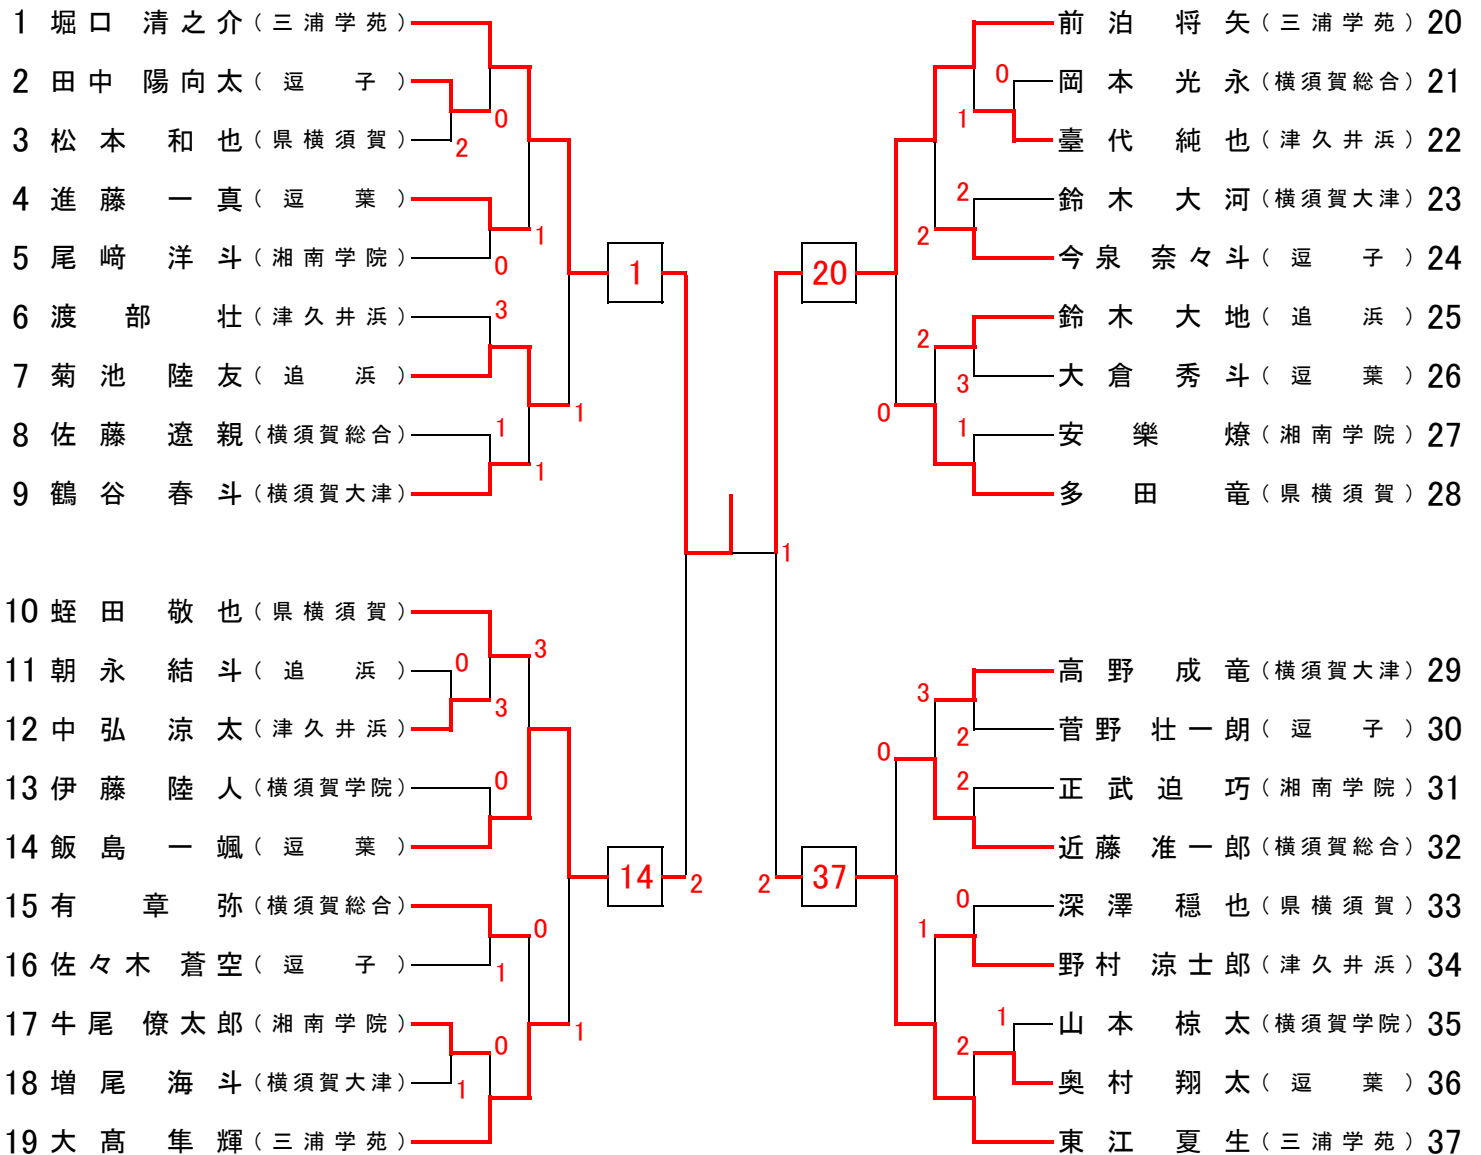 1 堀口 清之介（三浦学苑）
2 田中 陽向太（逗子）
0
3 松本 和也（県横須賀）
2
4 進藤 一真（逗葉）
1
5 尾﨑 洋斗（湘南学院）
0
1
6 渡部 壮（津久井浜）
3
7 菊池 陸友（追浜）
1
8 佐藤 遼親（横須賀総合）
1
1
9 鶴谷 春斗（横須賀大津）
10 蛭田 敬也（県横須賀）
3
11 朝永 結斗（追浜）
0
3
12 中弘 涼太（津久井浜）
13 伊藤 陸人（横須賀学院）
0
14 飯島 一颯（逗葉）
14
2
15 有 章弥（横須賀総合）
0
16 佐々木 蒼空（逗子）
1
17 牛尾 僚太郎（湘南学院）
0
1
18 増尾 海斗（横須賀大津）
1
19 大髙 隼輝（三浦学苑）
前泊 将矢（三浦学苑）20
0
岡本 光永（横須賀総合）21
1
臺代 純也（津久井浜）22
2
鈴木 大河（横須賀大津）23
2
今泉 奈々斗（逗子）24
20
鈴木 大地（追浜）25
2
大倉 秀斗（逗葉）26
3
0
安樂 燎（湘南学院）27
1
多田 竜（県横須賀）28
1
高野 成竜（横須賀大津）29
3
菅野 壮一朗（逗子）30
2
0
正武迫 巧（湘南学院）31
2
近藤 准一郎（横須賀総合）32
2
37
深澤 穏也（県横須賀）33
0
1
野村 涼士郎（津久井浜）34
山本 椋太（横須賀学院）35
1
2
奥村 翔太（逗葉）36
東江 夏生（三浦学苑）37